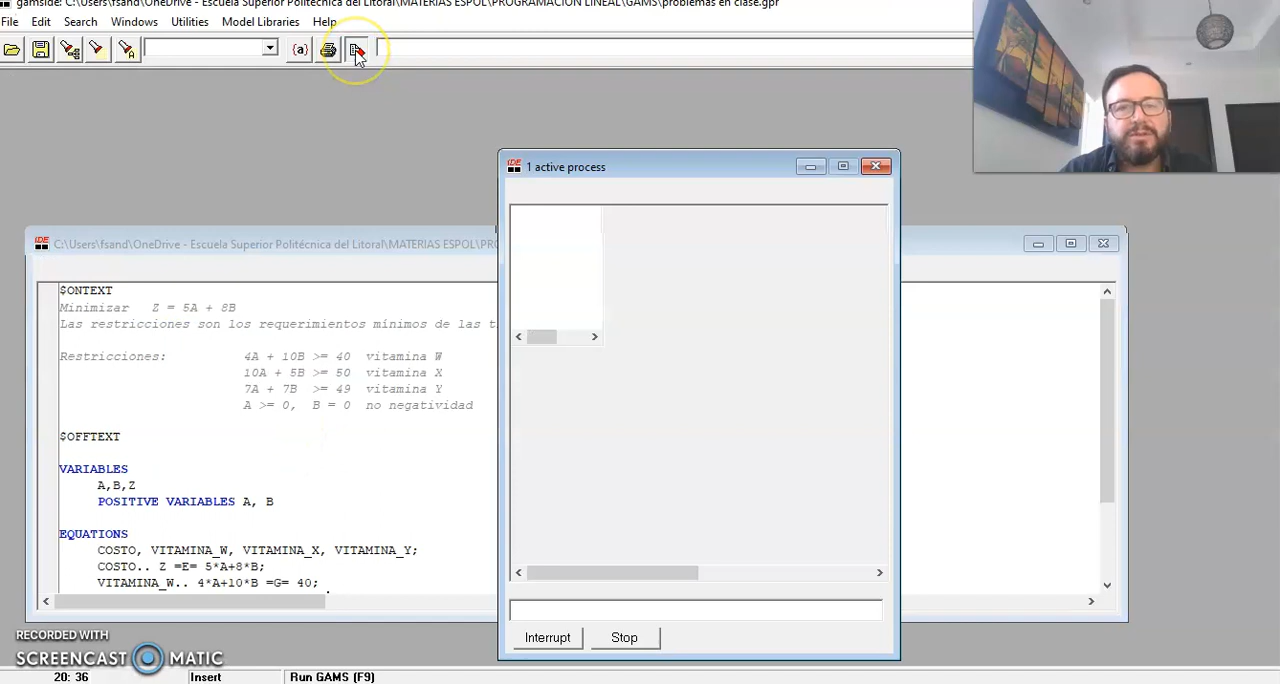 gamside: C:\Users\fsand\OneDrive - Escuela Superior Politécnica del Litoral\MATERIAS ESPOL\PROGRAMACION LINEAL\GAMS\problemas en clase.gpr
File Edit Search Windows Utilities Model Libraries Help
{a}
IDE 1 active process
IDE C:\Users\fsand\OneDrive - Escuela Superior Politécnica del Litoral\MATERIAS ESPOL\PRO
$ONTEXT
Minimizar Z = 5A + 8B
Las restricciones son los requerimientos mínimos de las
Restricciones: 4A + 10B >= 40 vitamina W
10A + 5B >= 50 vitamina X
7A + 7B >= 49 vitamina Y
A >= 0, B = 0 no negatividad
$OFFTEXT
VARIABLES
A,B,Z
POSITIVE VARIABLES A, B
EQUATIONS
COSTO, VITAMINA_W, VITAMINA_X, VITAMINA_Y;
COSTO.. Z =E= 5*A+8*B;
VITAMINA_W.. 4*A+10*B =G= 40;
Interrupt Stop
RECORDED WITH
SCREENCAST MATIC
20: 36 Insert Run GAMS (F9)